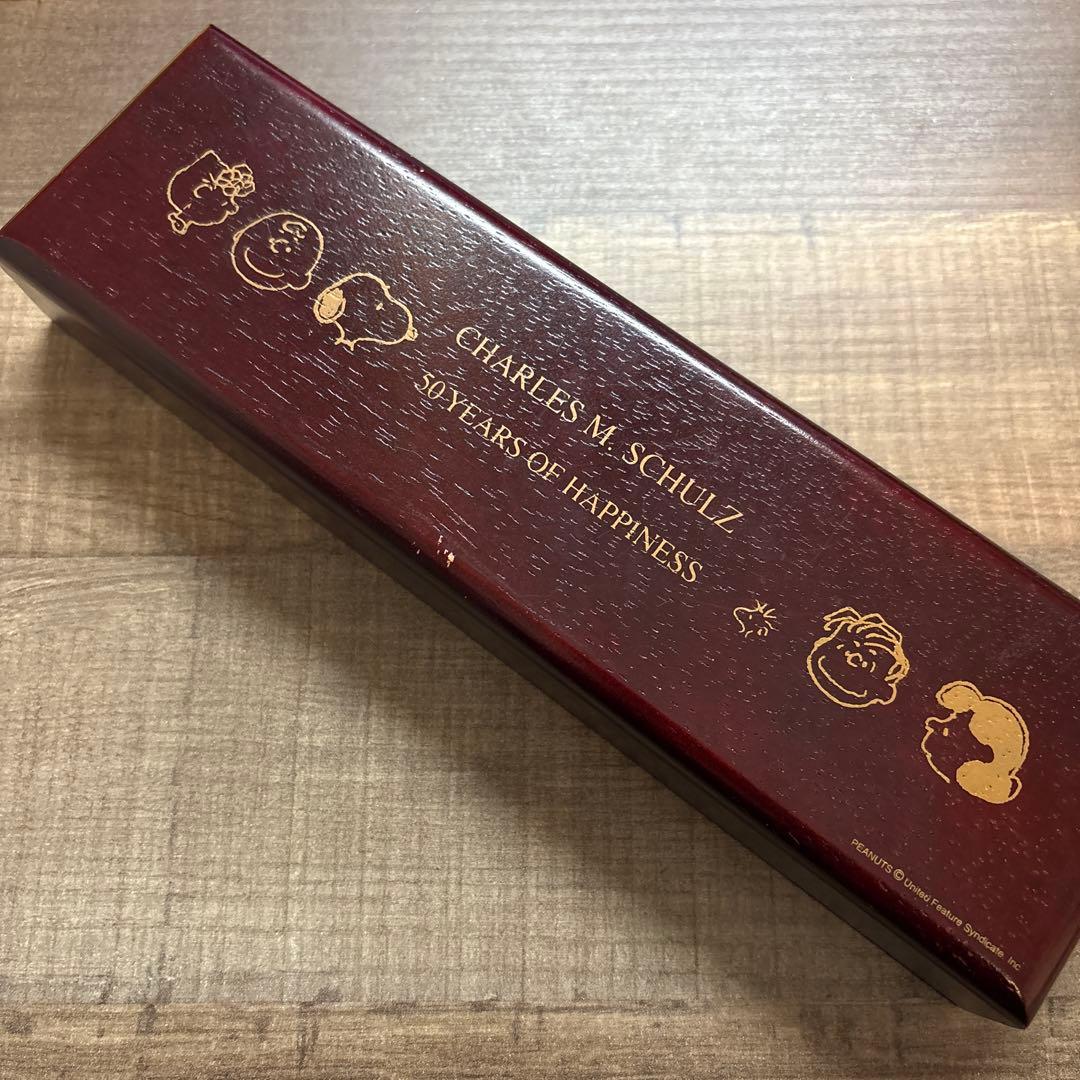 CHARLES M. SCHULZ
50 YEARS OF HAPPINESS
PEANUTS © United Feature Syndicate, Inc